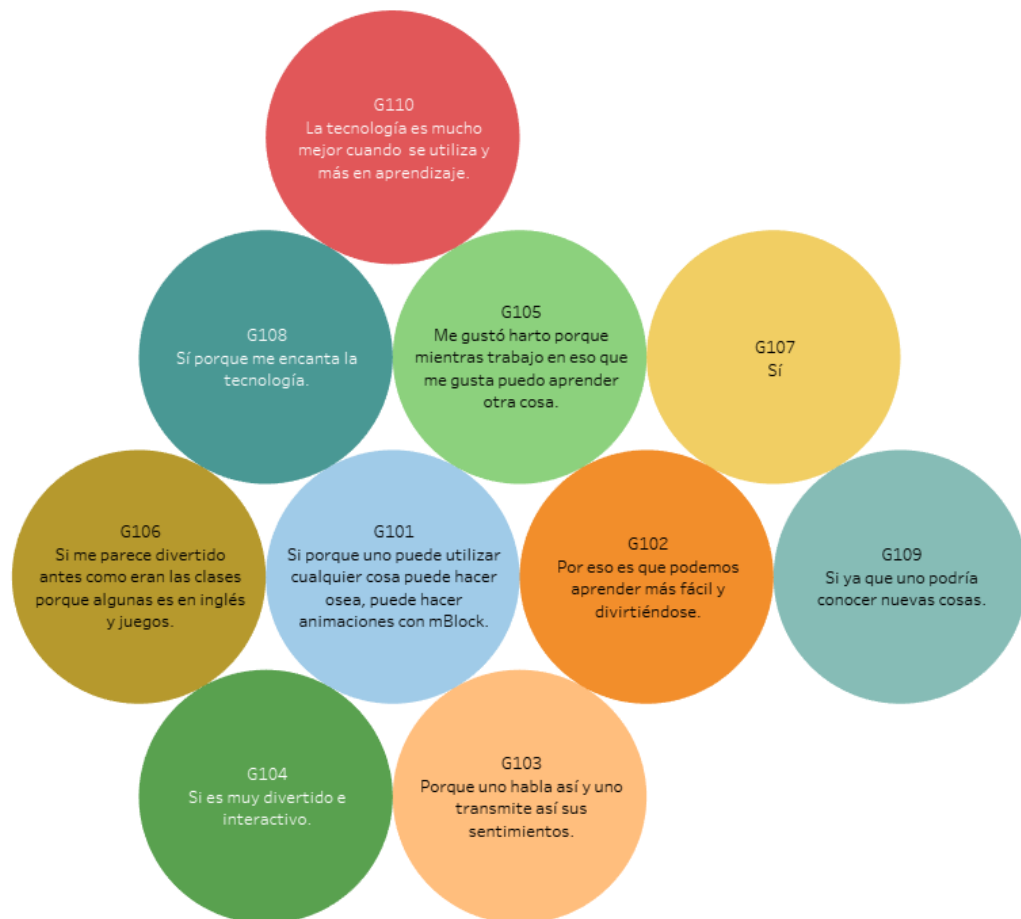 G110
La tecnología es mucho
mejor cuando se utiliza y
más en aprendizaje.
G108
Sí porque me encanta la
tecnología.
G105
Me gustó harto porque
mientras trabajo en eso que
me gusta puedo aprender
otra cosa.
G107
Sí
G106
Si me parece divertido
antes como eran las clases
porque algunas es en inglés
y juegos.
G101
Si porque uno puede utilizar
cualquier cosa puede hacer
osea, puede hacer
animaciones con mBlock.
G102
Por eso es que podemos
aprender más fácil y
divirtiéndose.
G109
Si ya que uno podría
conocer nuevas cosas.
G104
Si es muy divertido e
interactivo.
G103
Porque uno habla así y uno
transmite así sus
sentimientos.